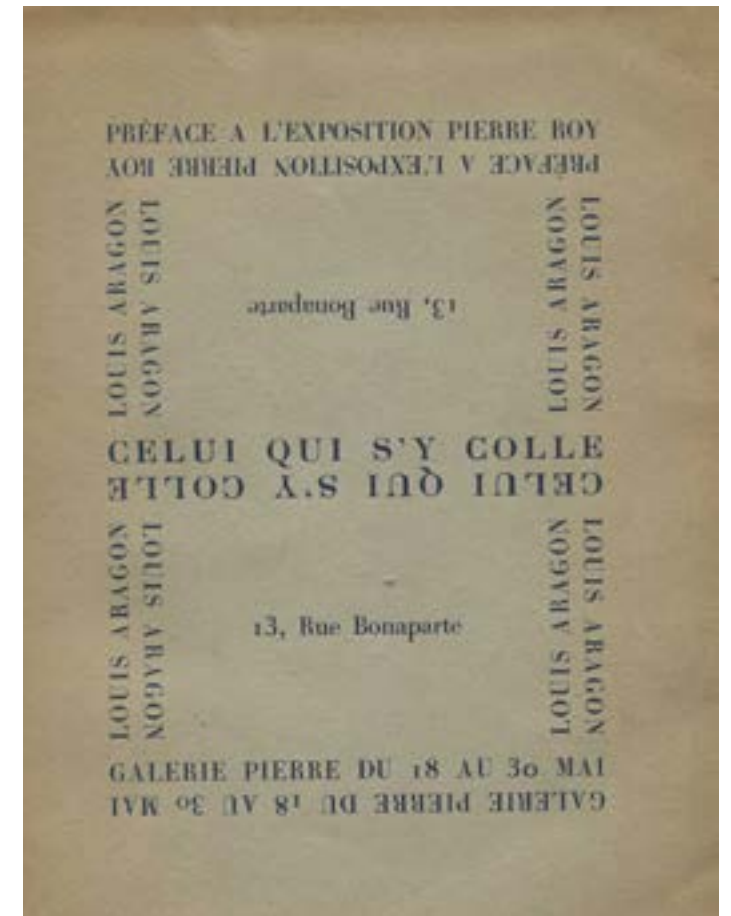 PRÉFACE A L'EXPOSITION PIERRE ROY
PRÉFACE A L'EXPOSITION PIERRE ROY
LOUIS ARAGON
LOUIS ARAGON
13, Rue Bonaparte
LOUIS ARAGON
LOUIS ARAGON
CELUI QUI S'Y COLLE
CELUI QUI S'Y COLLE
LOUIS ARAGON
LOUIS ARAGON
13, Rue Bonaparte
LOUIS ARAGON
LOUIS ARAGON
GALERIE PIERRE DU 18 AU 30 MAI
GALERIE PIERRE DU 18 AU 30 MAI